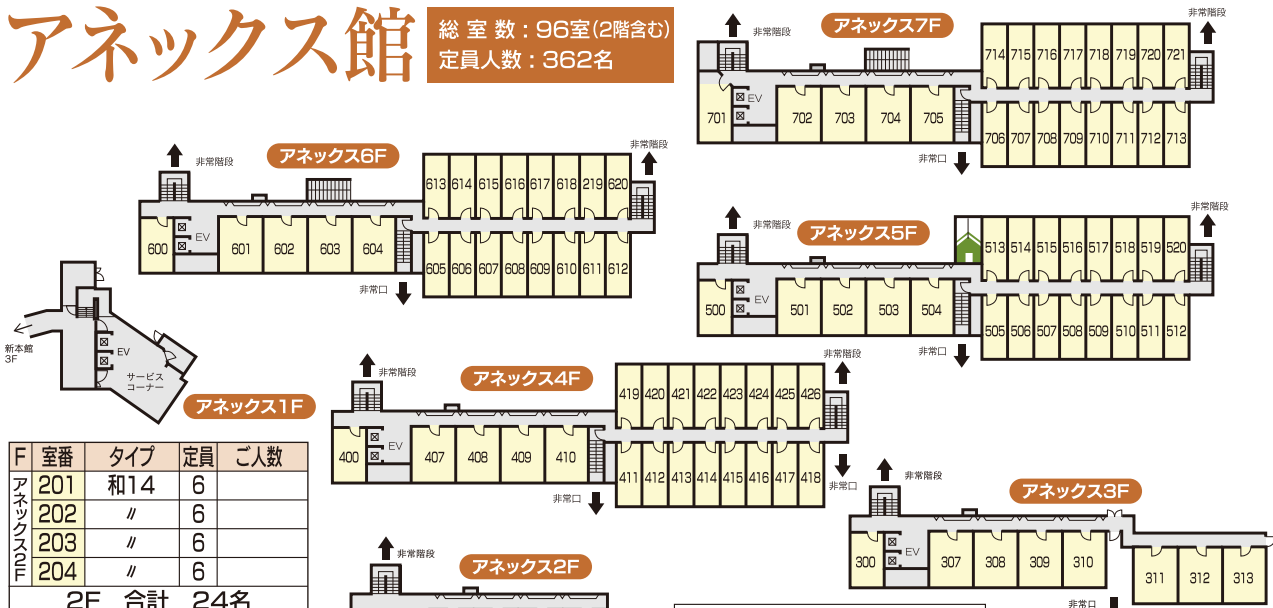 アネックス館
総室数：96室(2階含む)
定員人数：362名
アネックス7F
非常階段
非常階段
714 715 716 717 718 719 720 721
EV
701 702 703 704 705
706 707 708 709 710 711 712 713
非常口
アネックス6F
非常階段
非常階段
613 614 615 616 617 618 219 620
EV
600 601 602 603 604
605 606 607 608 609 610 611 612
非常口
アネックス5F
非常階段
非常階段
513 514 515 516 517 518 519 520
EV
500 501 502 503 504
505 506 507 508 509 510 511 512
非常口
新本館
3F
EV
サービス
コーナー
アネックス1F
アネックス4F
非常階段
非常階段
419 420 421 422 423 424 425 426
EV
400 407 408 409 410
411 412 413 414 415 416 417 418
非常口
非常口
アネックス3F
非常階段
EV
300 307 308 309 310
311 312 313
非常口
アネックス2F
非常階段
F 室番 タイプ 定員 ご人数
アネックス2F
201 和14 6
202 〃 6
203 〃 6
204 〃 6
2F 合計 24名